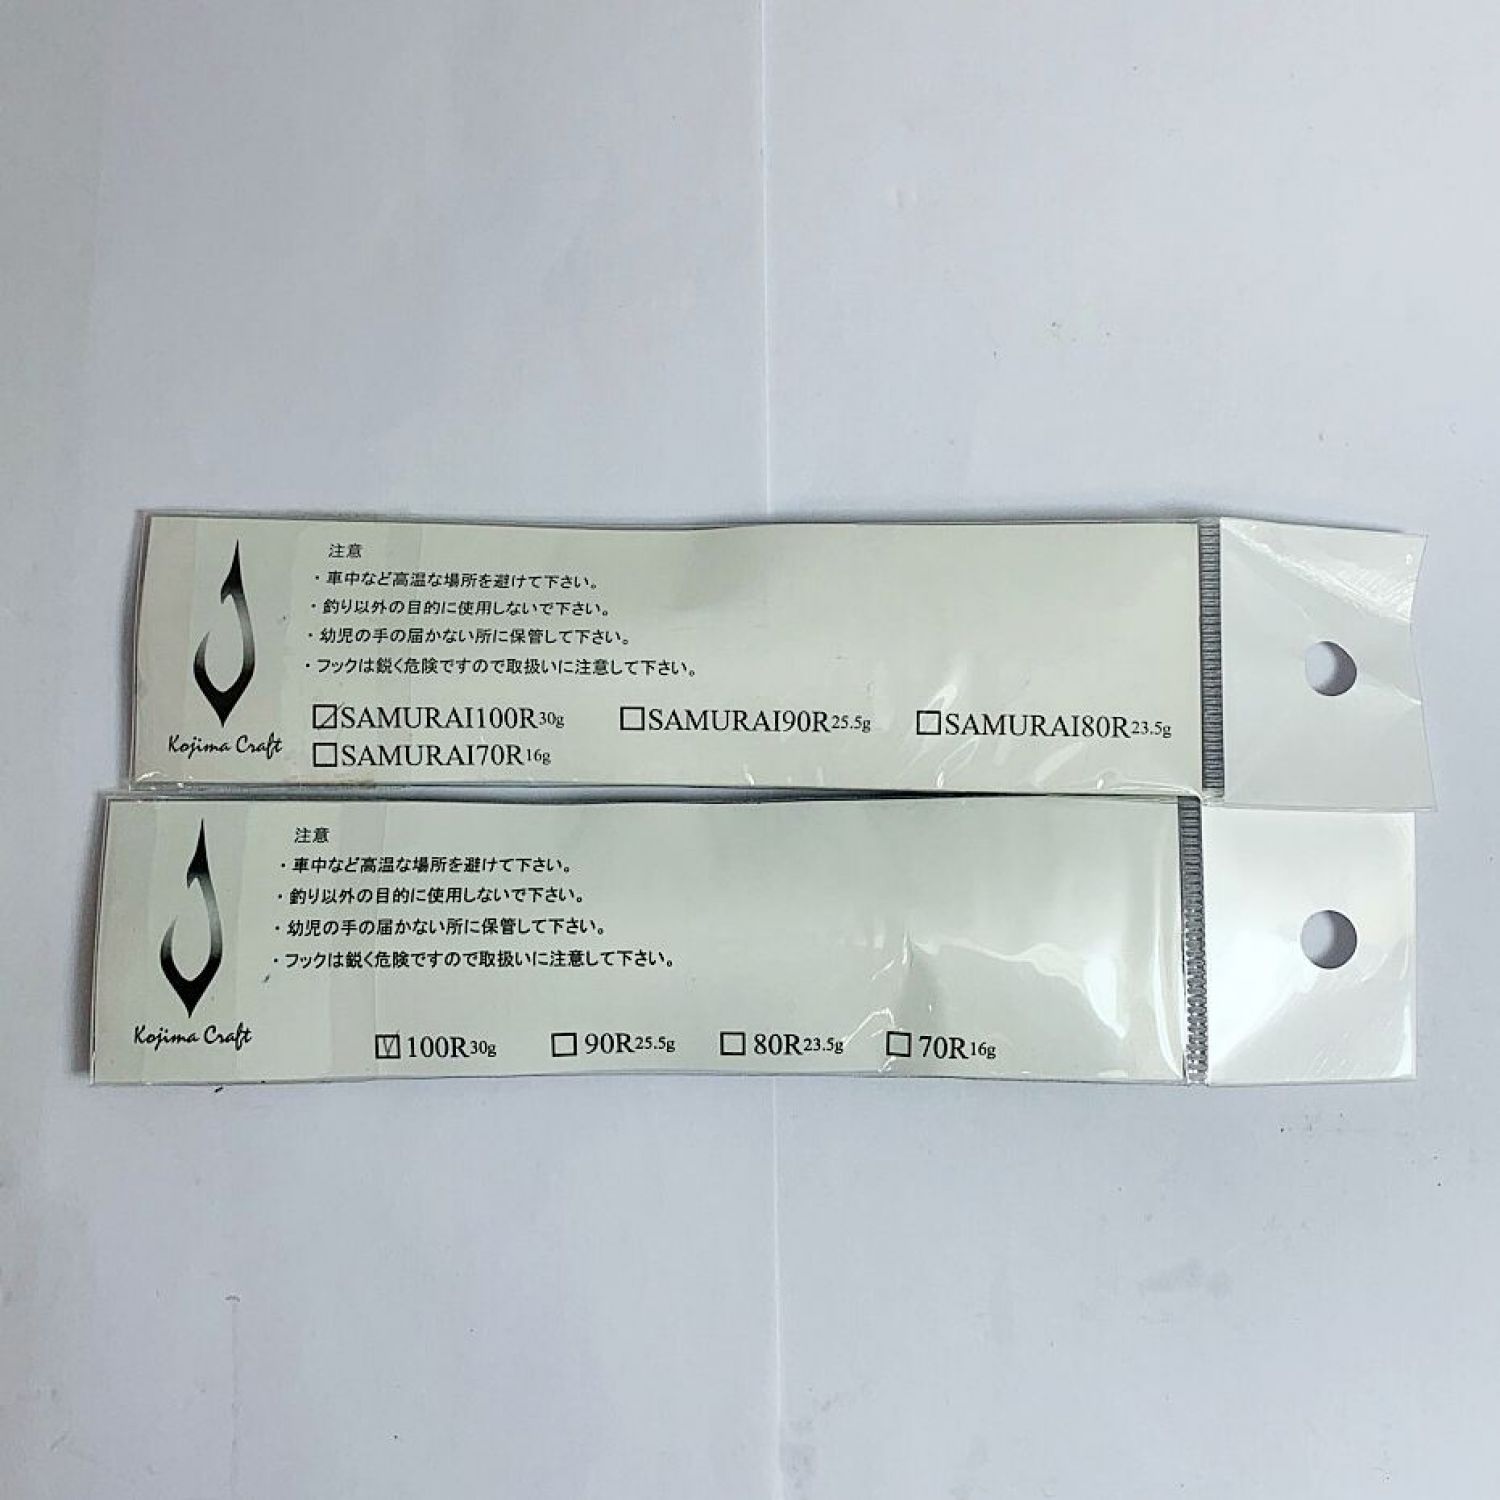 注意
・車中など高温な場所を避けて下さい。
・釣り以外の目的に使用しないで下さい。
・幼児の手の届かない所に保管して下さい。
・フックは鋭く危険ですので取扱いに注意して下さい。
☑SAMURAI100R30g ☐SAMURAI90R25.5g ☐SAMURAI80R23.5g
☐SAMURAI70R16g
Kojima Craft
注意
・車中など高温な場所を避けて下さい。
・釣り以外の目的に使用しないで下さい。
・幼児の手の届かない所に保管して下さい。
・フックは鋭く危険ですので取扱いに注意して下さい。
Kojima Craft
☑100R30g ☐90R25.5g ☐80R23.5g ☐70R16g